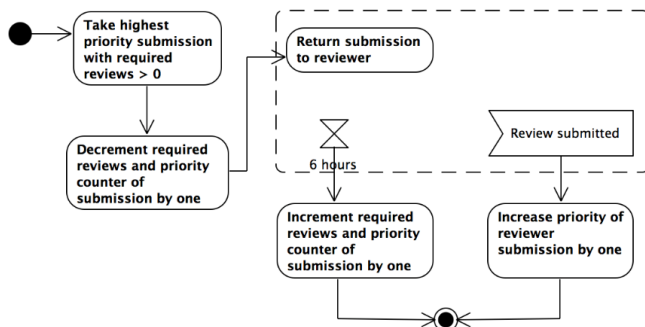 Take highest
priority submission
with required
reviews > 0
Return submission
to reviewer
Decrement required
reviews and priority
counter of
submission by one
6 hours
Review submitted
Increment required
reviews and priority
counter of
submission by one
Increase priority of
reviewer
submission by one